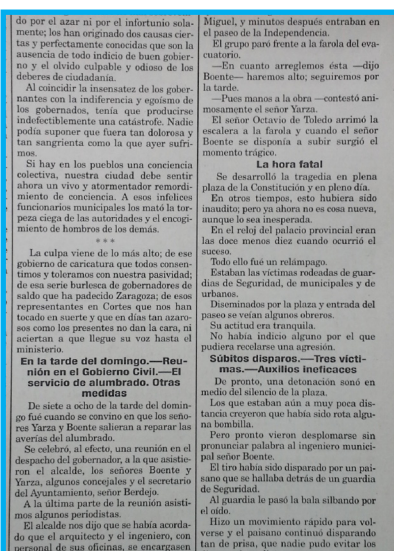 do por el azar ni por el infortunio sola-
mente; los han originado dos causas cier-
tas y perfectamente conocidas que son la
ausencia de todo indicio de buen gobier-
no y el olvido culpable y odioso de los
deberes de ciudadanía.
Al coincidir la insensatez de los gober-
nantes con la indiferencia y egoísmo de
los gobernados, tenía que producirse
indefectiblemente una catástrofe. Nadie
podía suponer que fuera tan dolorosa y
tan sangrienta como la que ayer sufri-
mos.
Si hay en los pueblos una conciencia
colectiva, nuestra ciudad debe sentir
ahora un vivo y atormentador remordi-
miento de conciencia. A esos infelices
funcionarios municipales los mató la tor-
peza ciega de las autoridades y el encogi-
miento de hombros de los demás.
* * *
La culpa viene de lo más alto; de ese
gobierno de caricatura que todos consen-
timos y toleramos con nuestra pasividad;
de esa serie burlesca de gobernadores de
saldo que ha padecido Zaragoza; de esos
representantes en Cortes que nos han
tocado en suerte y que en días tan azaro-
sos como los presentes no dan la cara, ni
aciertan a que llegue su voz hasta el
ministerio.
En la tarde del domingo.—Reu-
nión en el Gobierno Civil.—El
servicio de alumbrado. Otras
medidas
De siete a ocho de la tarde del domin-
go fué cuando se convino en que los seño-
res Yarza y Boente salieran a reparar las
averías del alumbrado.
Se celebró, al efecto, una reunión en el
despacho del gobernador, a la que asistie-
ron el alcalde, los señores Boente y
Yarza, algunos concejales y el secretario
del Ayuntamiento, señor Berdejo.
A la última parte de la reunión asisti-
mos algunos periodistas.
El alcalde nos dijo que se había acorda-
do que el arquitecto y el ingeniero, con
personal de sus oficinas, se encargasen
Miguel, y minutos después entraban en
el paseo de la Independencia.
El grupo paró frente a la farola del eva-
cuatorio.
—En cuanto arreglemos ésta —dijo
Boente— haremos alto; seguiremos por
la tarde.
—Pues manos a la obra —contestó ani-
mosamente el señor Yarza.
El señor Octavio de Toledo arrimó la
escalera a la farola y cuando el señor
Boente se disponía a subir surgió el
momento trágico.
La hora fatal
Se desarrolló la tragedia en plena
plaza de la Constitución y en pleno día.
En otros tiempos, esto hubiera sido
inaudito; pero ya ahora no es cosa nueva,
aunque lo sea inesperada.
En el reloj del palacio provincial eran
las doce menos diez cuando ocurrió el
suceso.
Todo ello fué un relámpago.
Estaban las víctimas rodeadas de guar-
dias de Seguridad, de municipales y de
urbanos.
Diseminados por la plaza y entrada del
paseo se veían algunos obreros.
Su actitud era tranquila.
No había indicio alguno por el que
pudiera recelarse una agresión.
Súbitos disparos.—Tres vícti-
mas.—Auxilios ineficaces
De pronto, una detonación sonó en
medio del silencio de la plaza.
Los que estaban aún a muy poca dis-
tancia creyeron que había sido rota algu-
na bombilla.
Pero pronto vieron desplomarse sin
pronunciar palabra al ingeniero munici-
pal señor Boente.
El tiro había sido disparado por un pai-
sano que se hallaba detrás de un guardia
de Seguridad.
Al guardia le pasó la bala silbando por
el oído.
Hizo un movimiento rápido para vol-
verse y el paisano continuó disparando
tan de prisa, que nadie pudo evitar los